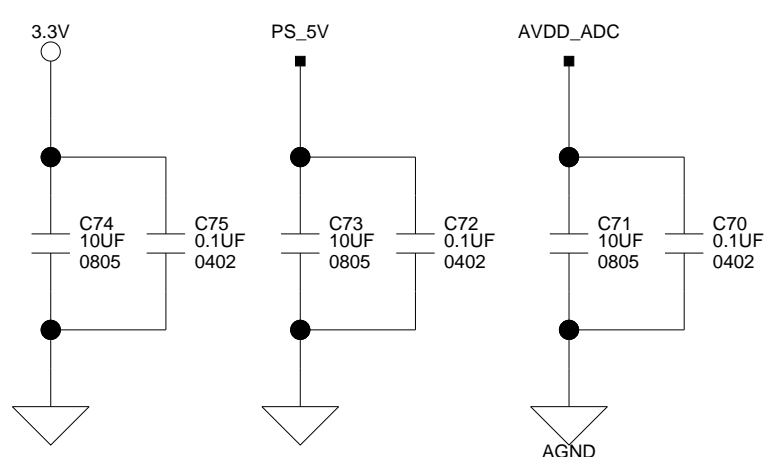 3.3V
PS_5V
AVDD_ADC
C74
10UF
0805
C75
0.1UF
0402
C73
10UF
0805
C72
0.1UF
0402
C71
10UF
0805
C70
0.1UF
0402
AGND